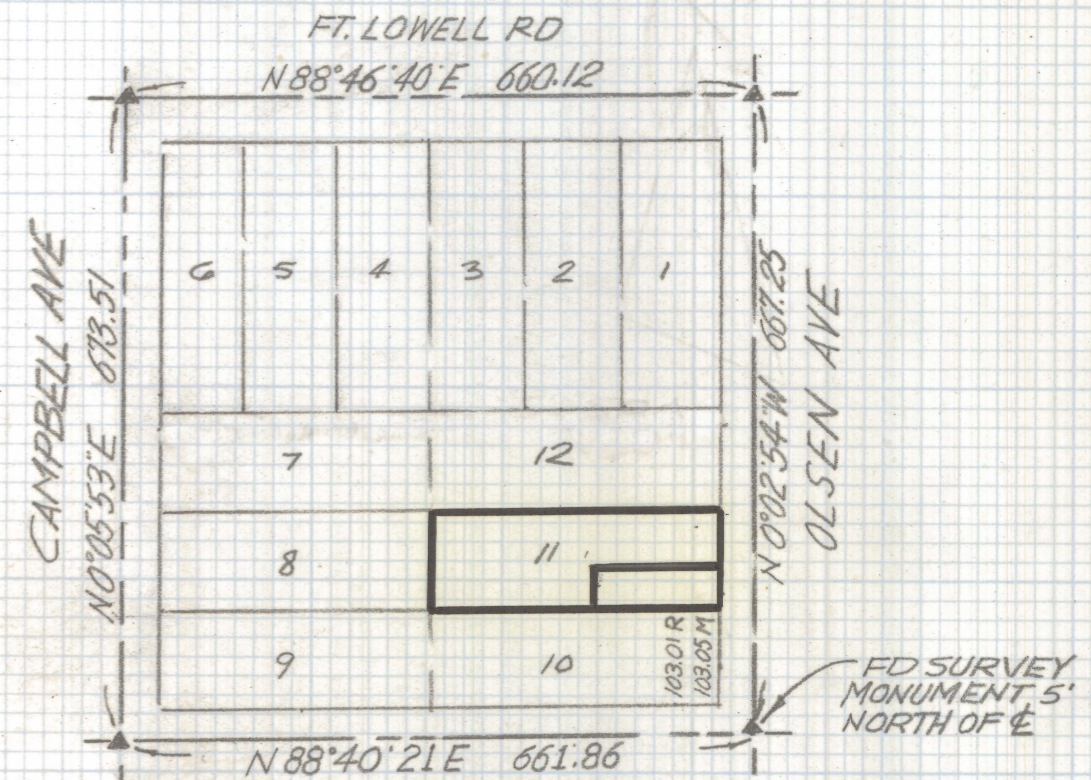 FT. LOWELL RD
N 88°46'40"E 660.12
CAMPBELL AVE
N0°05'53"E 673.51
6 5 4 3 2 1
N 0°02'54"W 667.25
OLSEN AVE
7 12
8 11
9 10
103.01 R
103.05 M
FD SURVEY
MONUMENT 5'
NORTH OF ℄
N 88°40'21 E 661.86